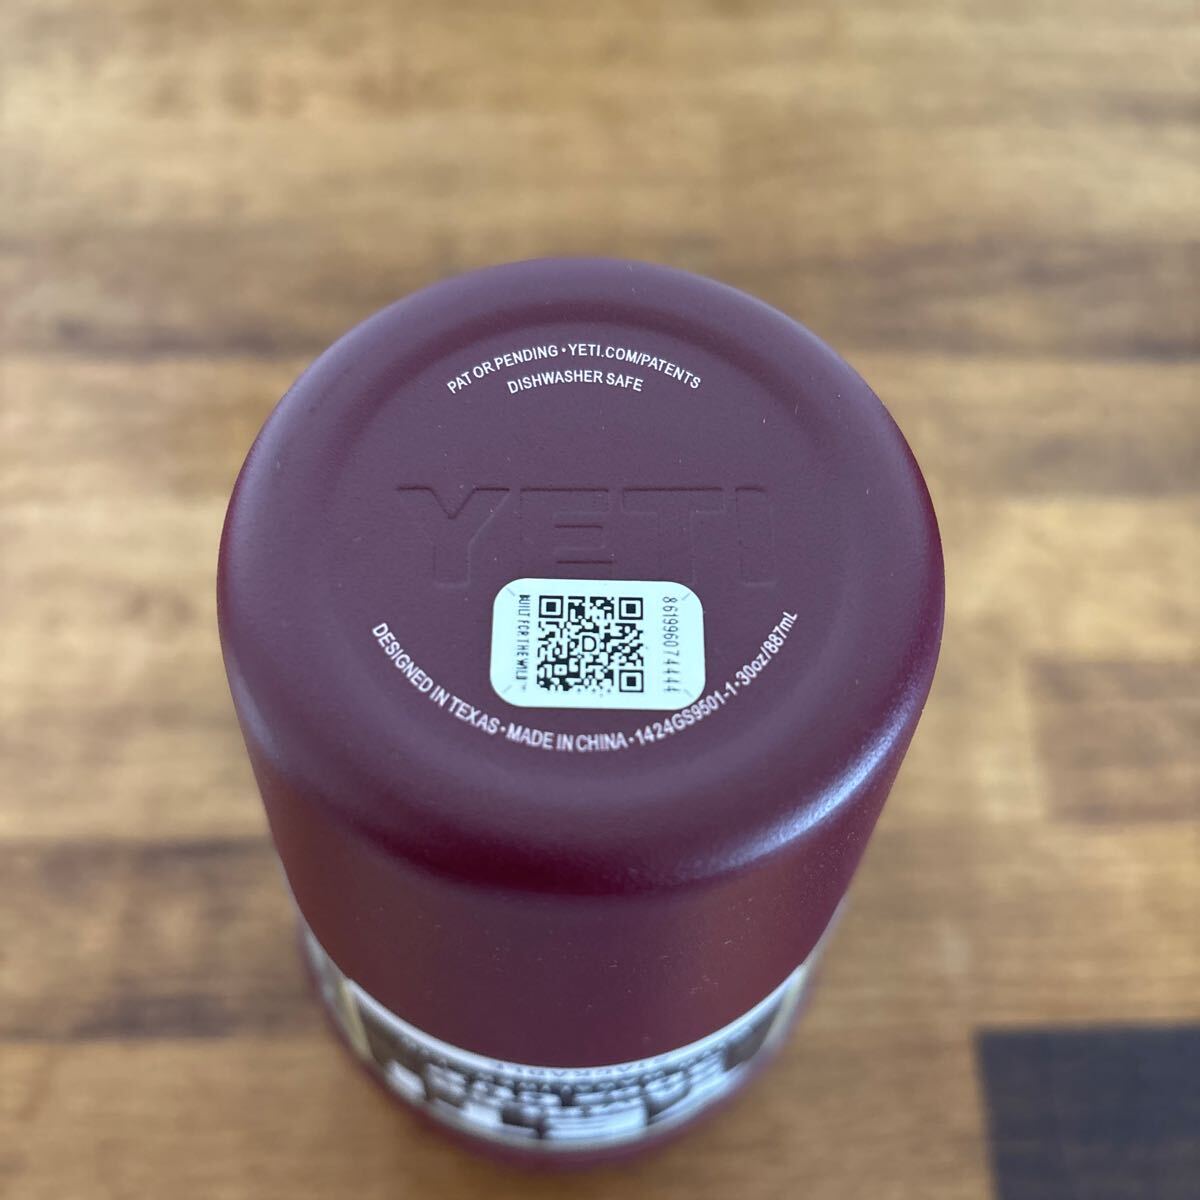 PAT OR PENDING • YETI.COM/PATENTS
DISHWASHER SAFE
YETI
BUILT FOR THE WILD™
D
861996074444
DESIGNED IN TEXAS • MADE IN CHINA • 1424GS9501-1 • 30oz/887mL